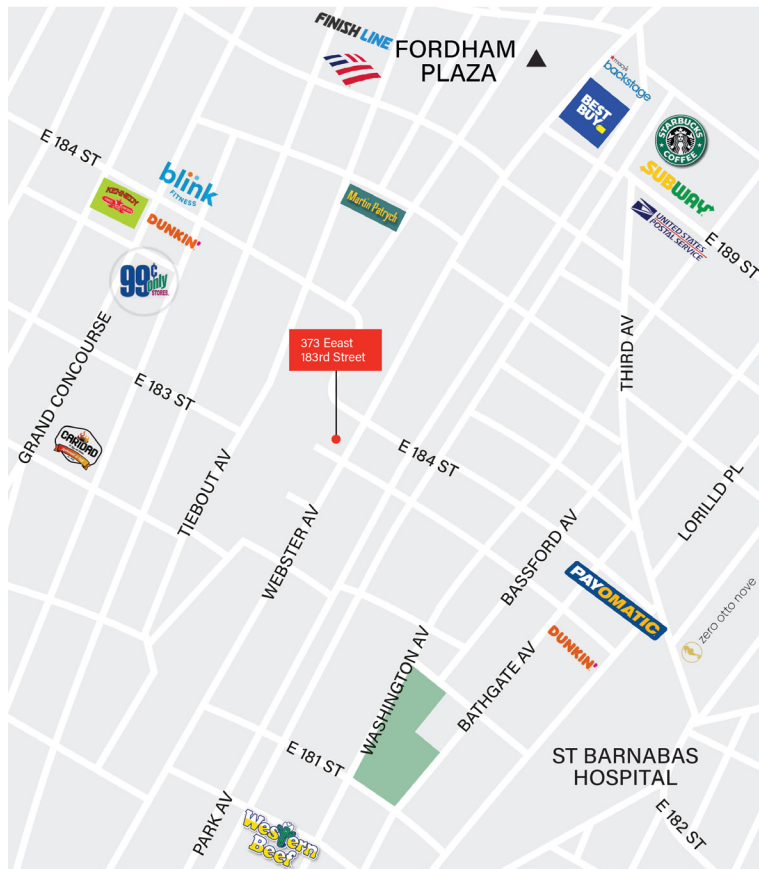 FINISH LINE
FORDHAM
PLAZA
macy's
backstage
BEST
BUY
STARBUCKS
COFFEE
SUBWAY
E 184 ST
blink
FITNESS
KENNEDY
DUNKIN'
Martin Patrych
UNITED STATES
POSTAL SERVICE
E 189 ST
99¢
only
STORES.
373 Eeast
183rd Street
THIRD AV
GRAND CONCOURSE
E 183 ST
CARIDAD
E 184 ST
TIEBOUT AV
LORILLD PL
WEBSTER AV
BASSFORD AV
PAYOMATIC
zero otto nove
DUNKIN'
WASHINGTON AV
BATHGATE AV
E 181 ST
ST BARNABAS
HOSPITAL
PARK AV
Western
Beef
E 182 ST